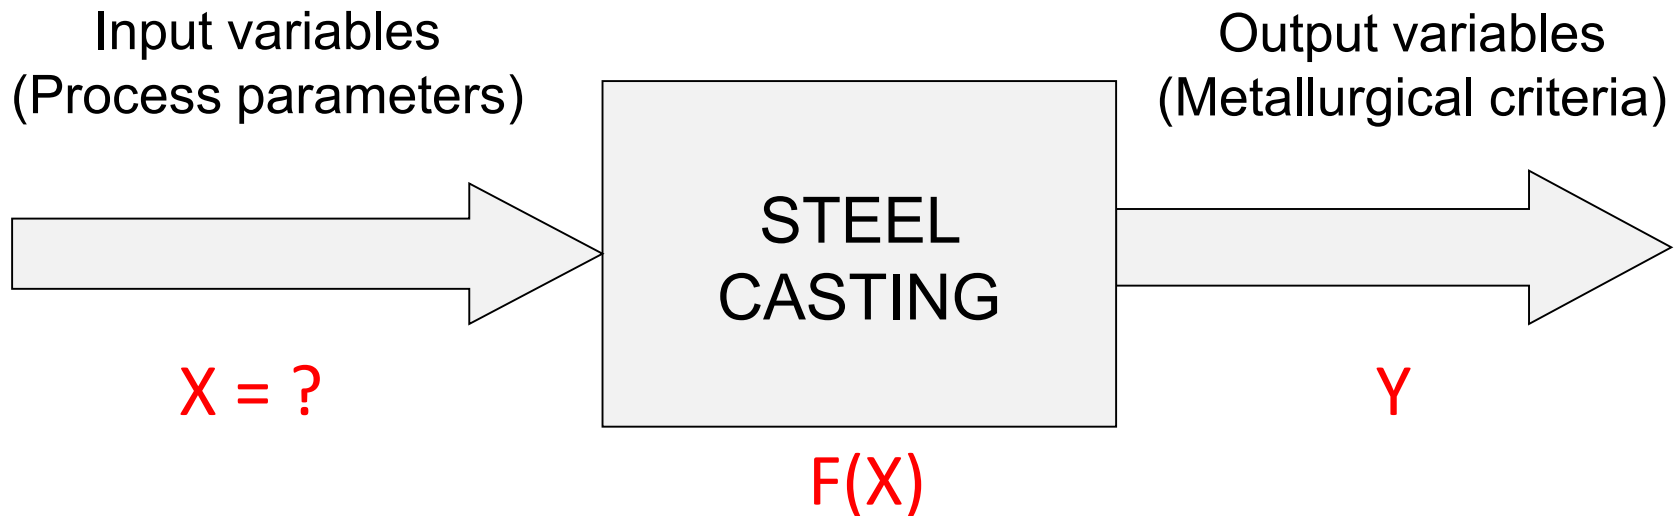 Input variables
(Process parameters)
Output variables
(Metallurgical criteria)
STEEL
CASTING
X = ?
Y
F(X)